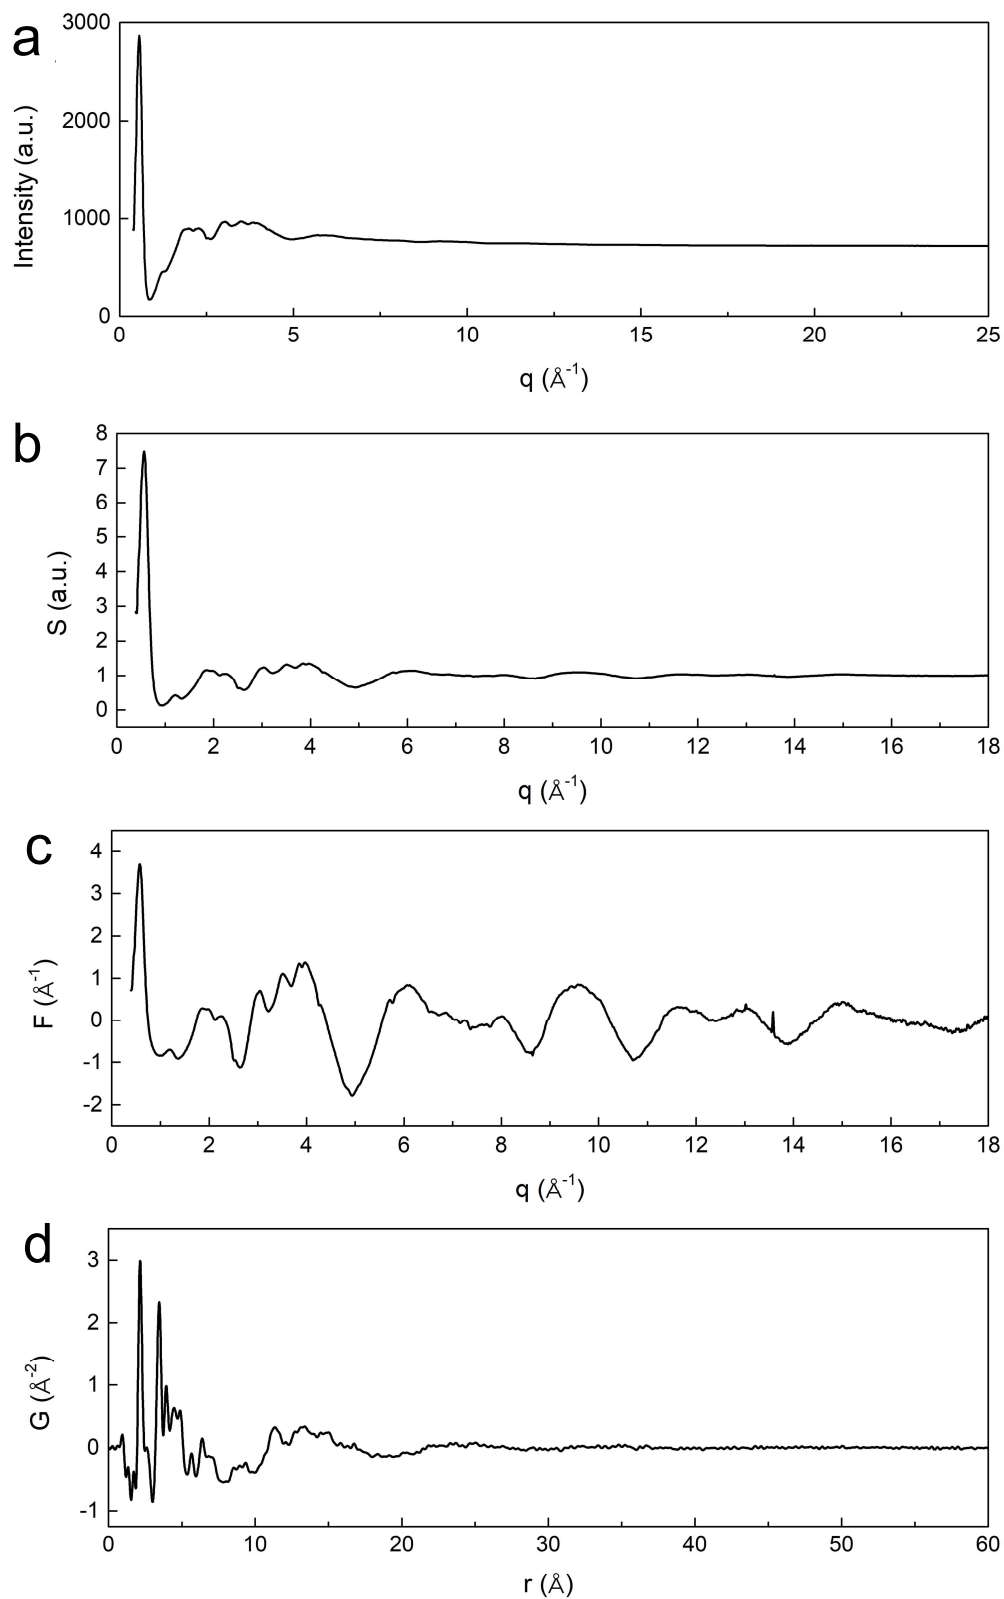 a
3000
2000
1000
0
Intensity (a.u.)
0 5 10 15 20 25
q (Å⁻¹)
b
8
7
6
5
4
3
2
1
0
S (a.u.)
0 2 4 6 8 10 12 14 16 18
q (Å⁻¹)
c
4
3
2
1
0
-1
-2
F (Å⁻¹)
0 2 4 6 8 10 12 14 16 18
q (Å⁻¹)
d
3
2
1
0
-1
G (Å⁻²)
0 10 20 30 40 50 60
r (Å)